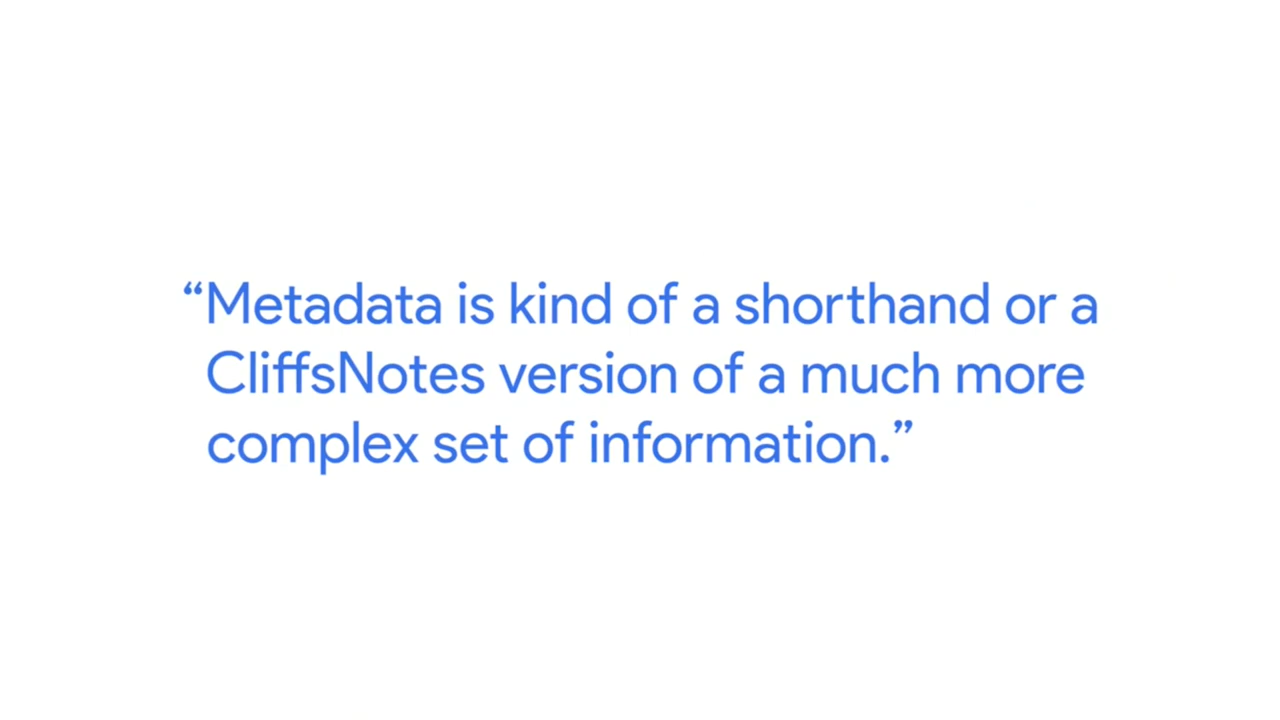 “Metadata is kind of a shorthand or a
CliffsNotes version of a much more
complex set of information.”